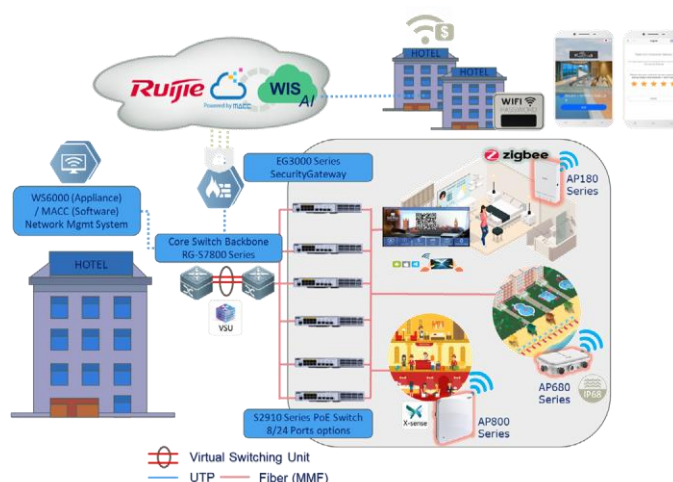 Ruijie
Powered by MACC
WIS
AI
HOTEL
HOTEL
WIFI
PASSWORD
EG3000 Series
SecurityGateway
zigbee
AP180
Series
WS6000 (Appliance)
/ MACC (Software)
Network Mgmt System
Core Switch Backbone
RG-S7800 Series
HOTEL
VSU
AP680
Series
IP68
X-sense
AP800
Series
S2910 Series PoE Switch
8/24 Ports options
Virtual Switching Unit
UTP
Fiber (MMF)